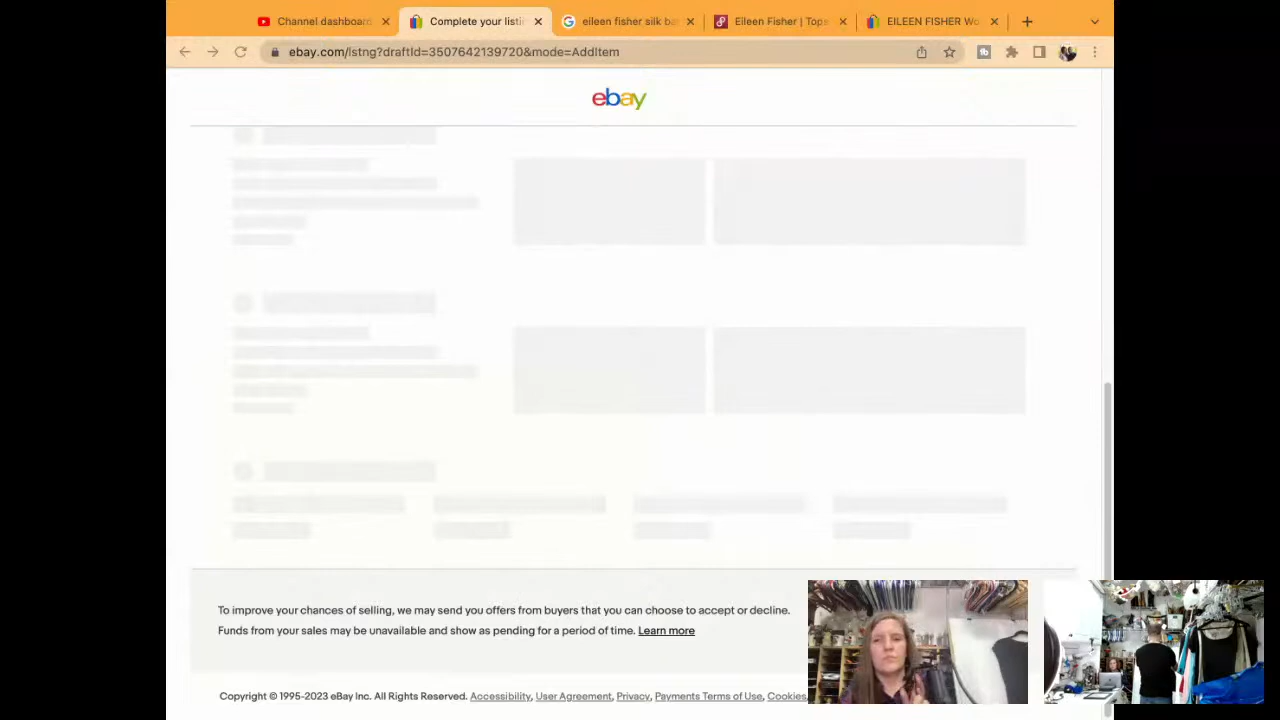 Channel dashboard
Complete your listi
eileen fisher silk ba
Eileen Fisher | Tops
EILEEN FISHER Wo
ebay.com/lstng?draftId=3507642139720&mode=AddItem
ebay
To improve your chances of selling, we may send you offers from buyers that you can choose to accept or decline.
Funds from your sales may be unavailable and show as pending for a period of time. Learn more
Copyright © 1995-2023 eBay Inc. All Rights Reserved. Accessibility, User Agreement, Privacy, Payments Terms of Use, Cookies